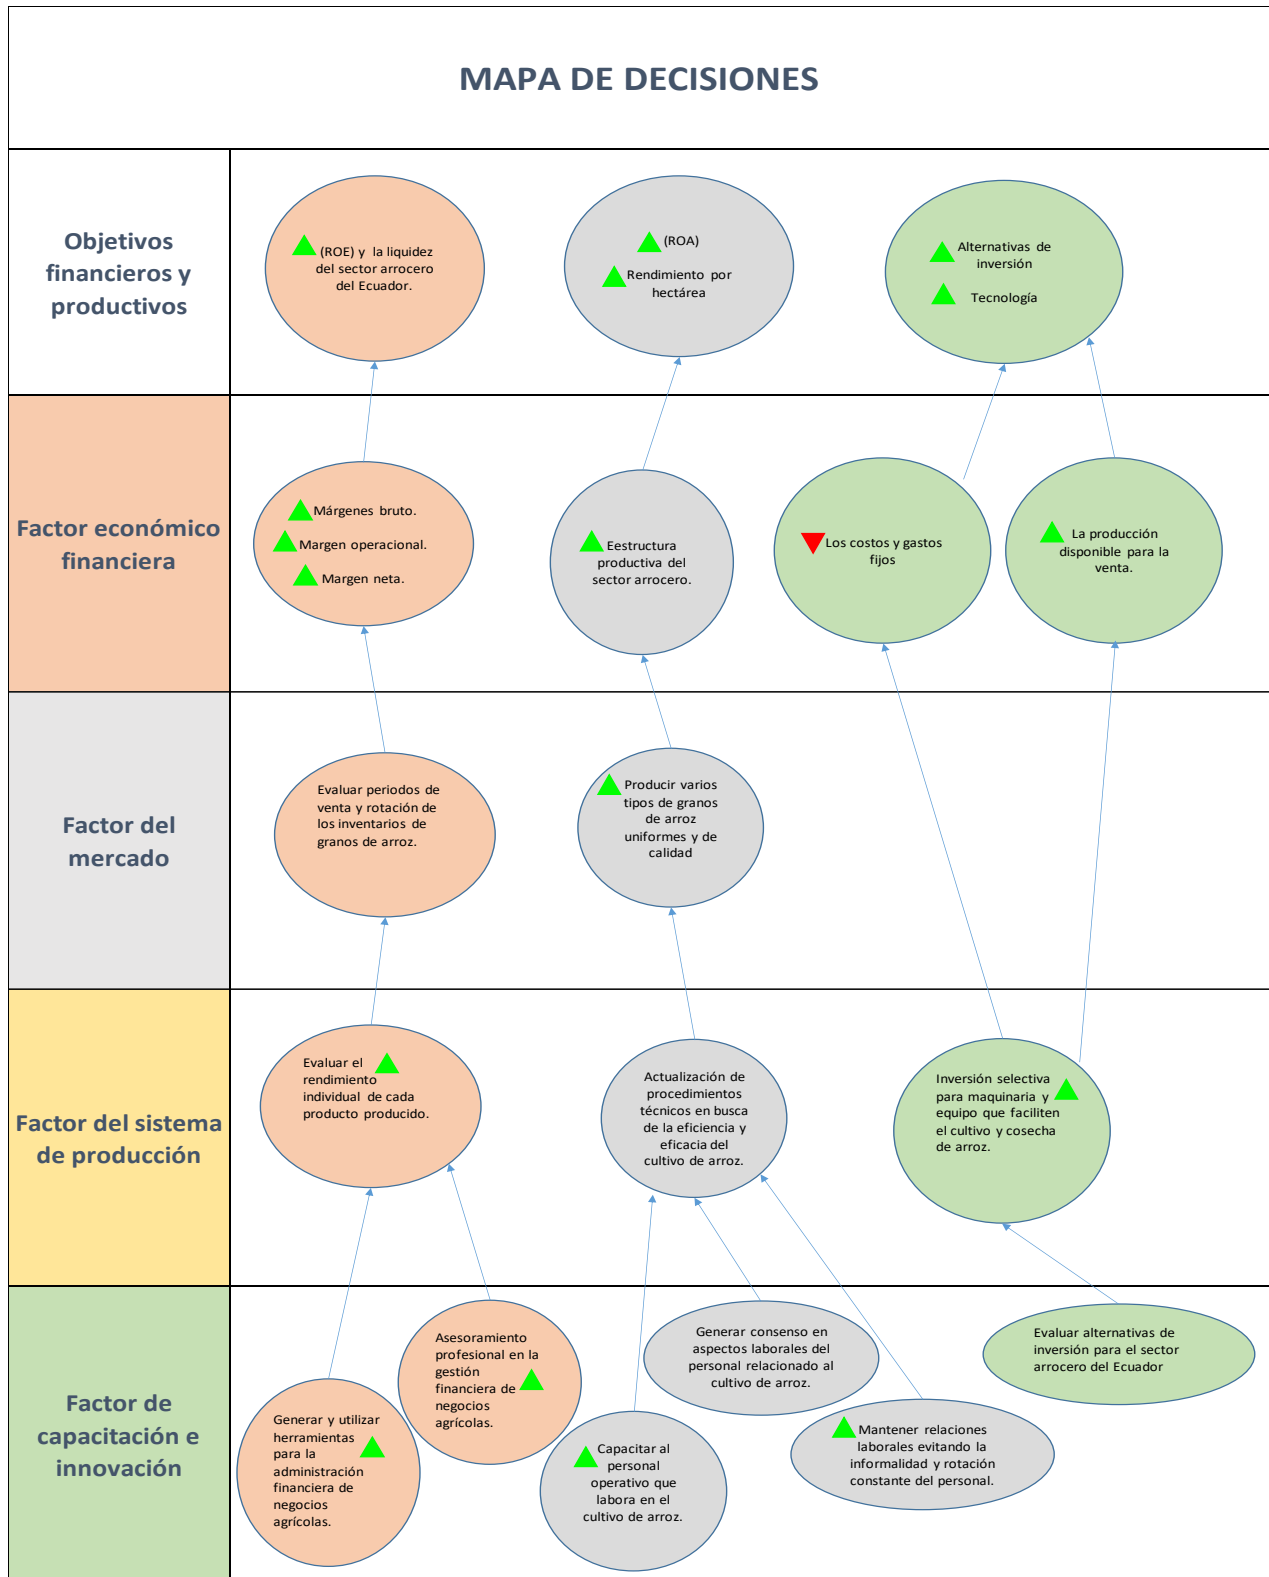 MAPA DE DECISIONES
Objetivos
financieros y
productivos
(ROE) y  la liquidez
del sector arrocero
del Ecuador.
(ROA)
Rendimiento por
hectárea
Alternativas de
inversión
Tecnología
Factor económico
financiera
Márgenes bruto.
Margen operacional.
Margen neta.
Eestructura
productiva del
sector arrocero.
Los costos y gastos
fijos
La producción
disponible para la
venta.
Factor del
mercado
Evaluar periodos de
venta y rotación de
los inventarios de
granos de arroz.
Producir varios
tipos de granos
de arroz
uniformes y de
calidad
Factor del sistema
de producción
Evaluar el
rendimiento
individual de cada
producto producido.
Actualización de
procedimientos
técnicos en busca
de la eficiencia y
eficacia del
cultivo de arroz.
Inversión selectiva
para maquinaria y
equipo que faciliten
el cultivo y cosecha
de arroz.
Factor de
capacitación e
innovación
Generar y utilizar
herramientas
para la
administración
financiera de
negocios
agrícolas.
Asesoramiento
profesional en la
gestión
financiera de
negocios
agrícolas.
Capacitar al
personal
operativo que
labora en el
cultivo de arroz.
Generar consenso en
aspectos laborales del
personal relacionado al
cultivo de arroz.
Mantener relaciones
laborales evitando la
informalidad y rotación
constante del personal.
Evaluar alternativas de
inversión para el sector
arrocero del Ecuador